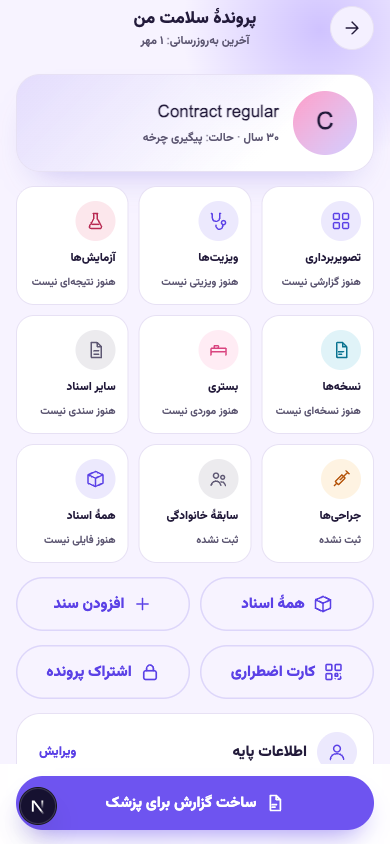 پروندهٔ سلامت من
آخرین به‌روزرسانی: ۱ مهر
C
Contract regular
۳۰ سال · حالت: پیگیری چرخه
تصویربرداری
هنوز گزارشی نیست
ویزیت‌ها
هنوز ویزیتی نیست
آزمایش‌ها
هنوز نتیجه‌ای نیست
نسخه‌ها
هنوز نسخه‌ای نیست
بستری
هنوز موردی نیست
سایر اسناد
هنوز سندی نیست
جراحی‌ها
ثبت نشده
سابقهٔ خانوادگی
ثبت نشده
همهٔ اسناد
هنوز فایلی نیست
همهٔ اسناد
افزودن سند
کارت اضطراری
اشتراک پرونده
اطلاعات پایه
ویرایش
ساخت گزارش برای پزشک
N